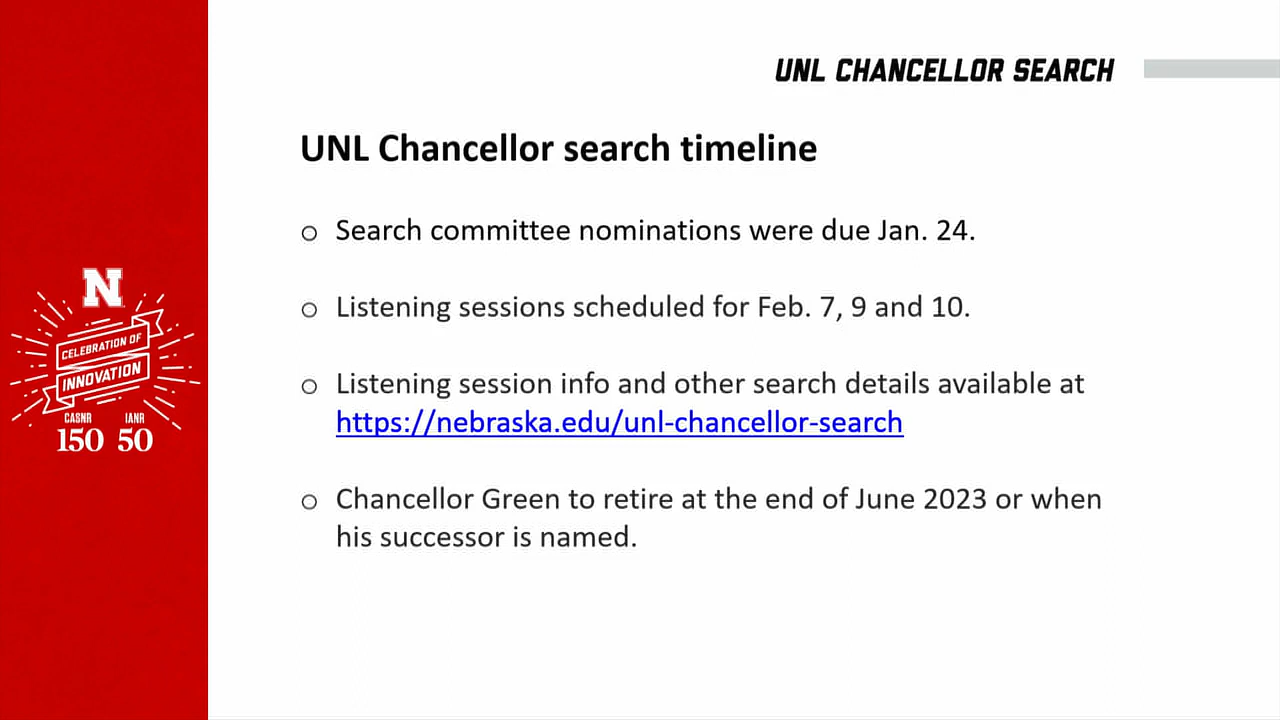 UNL CHANCELLOR SEARCH
UNL Chancellor search timeline
o Search committee nominations were due Jan. 24.
o Listening sessions scheduled for Feb. 7, 9 and 10.
o Listening session info and other search details available at
https://nebraska.edu/unl-chancellor-search
o Chancellor Green to retire at the end of June 2023 or when
his successor is named.
N
CELEBRATION OF
INNOVATION
CASNR IANR
150 50